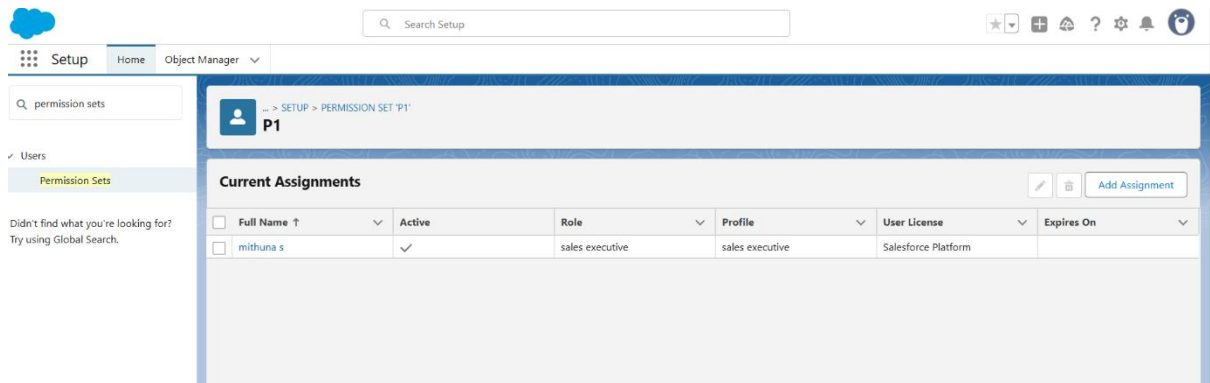 Search Setup
Setup Home Object Manager
permission sets
Users
Permission Sets
Didn't find what you're looking for?
Try using Global Search.
... > SETUP > PERMISSION SET 'P1'
P1
Current Assignments
Add Assignment
Full Name ↑ Active Role Profile User License Expires On
mithuna s sales executive sales executive Salesforce Platform